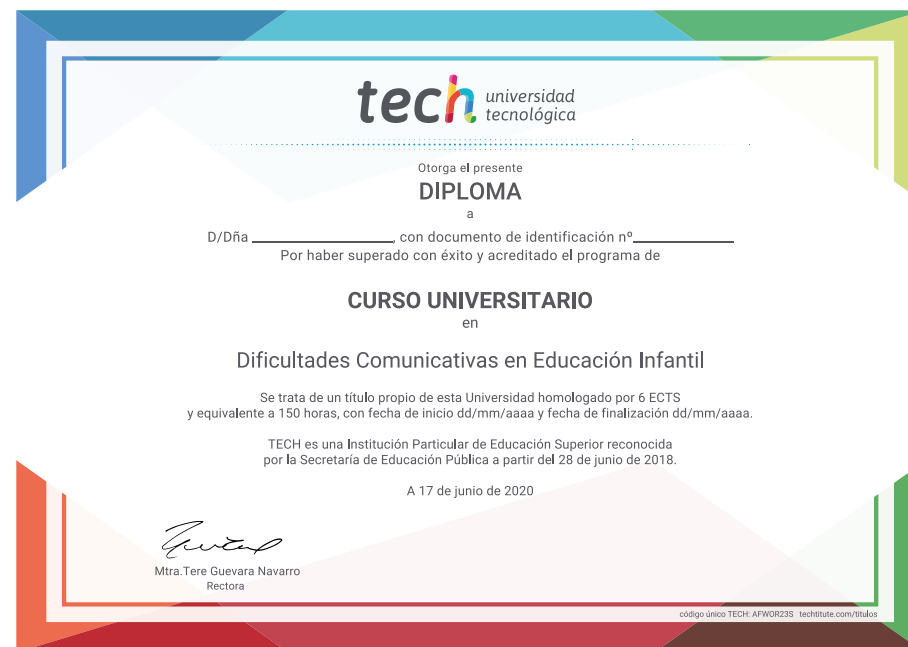 tech universidad
tecnológica
Otorga el presente
DIPLOMA
a
D/Dña ____________________, con documento de identificación nº______________
Por haber superado con éxito y acreditado el programa de
CURSO UNIVERSITARIO
en
Dificultades Comunicativas en Educación Infantil
Se trata de un título propio de esta Universidad homologado por 6 ECTS
y equivalente a 150 horas, con fecha de inicio dd/mm/aaaa y fecha de finalización dd/mm/aaaa.
TECH es una Institución Particular de Educación Superior reconocida
por la Secretaría de Educación Pública a partir del 28 de junio de 2018.
A 17 de junio de 2020
Mtra.Tere Guevara Navarro
Rectora
código único TECH: AFWOR23S techtitute.com/titulos